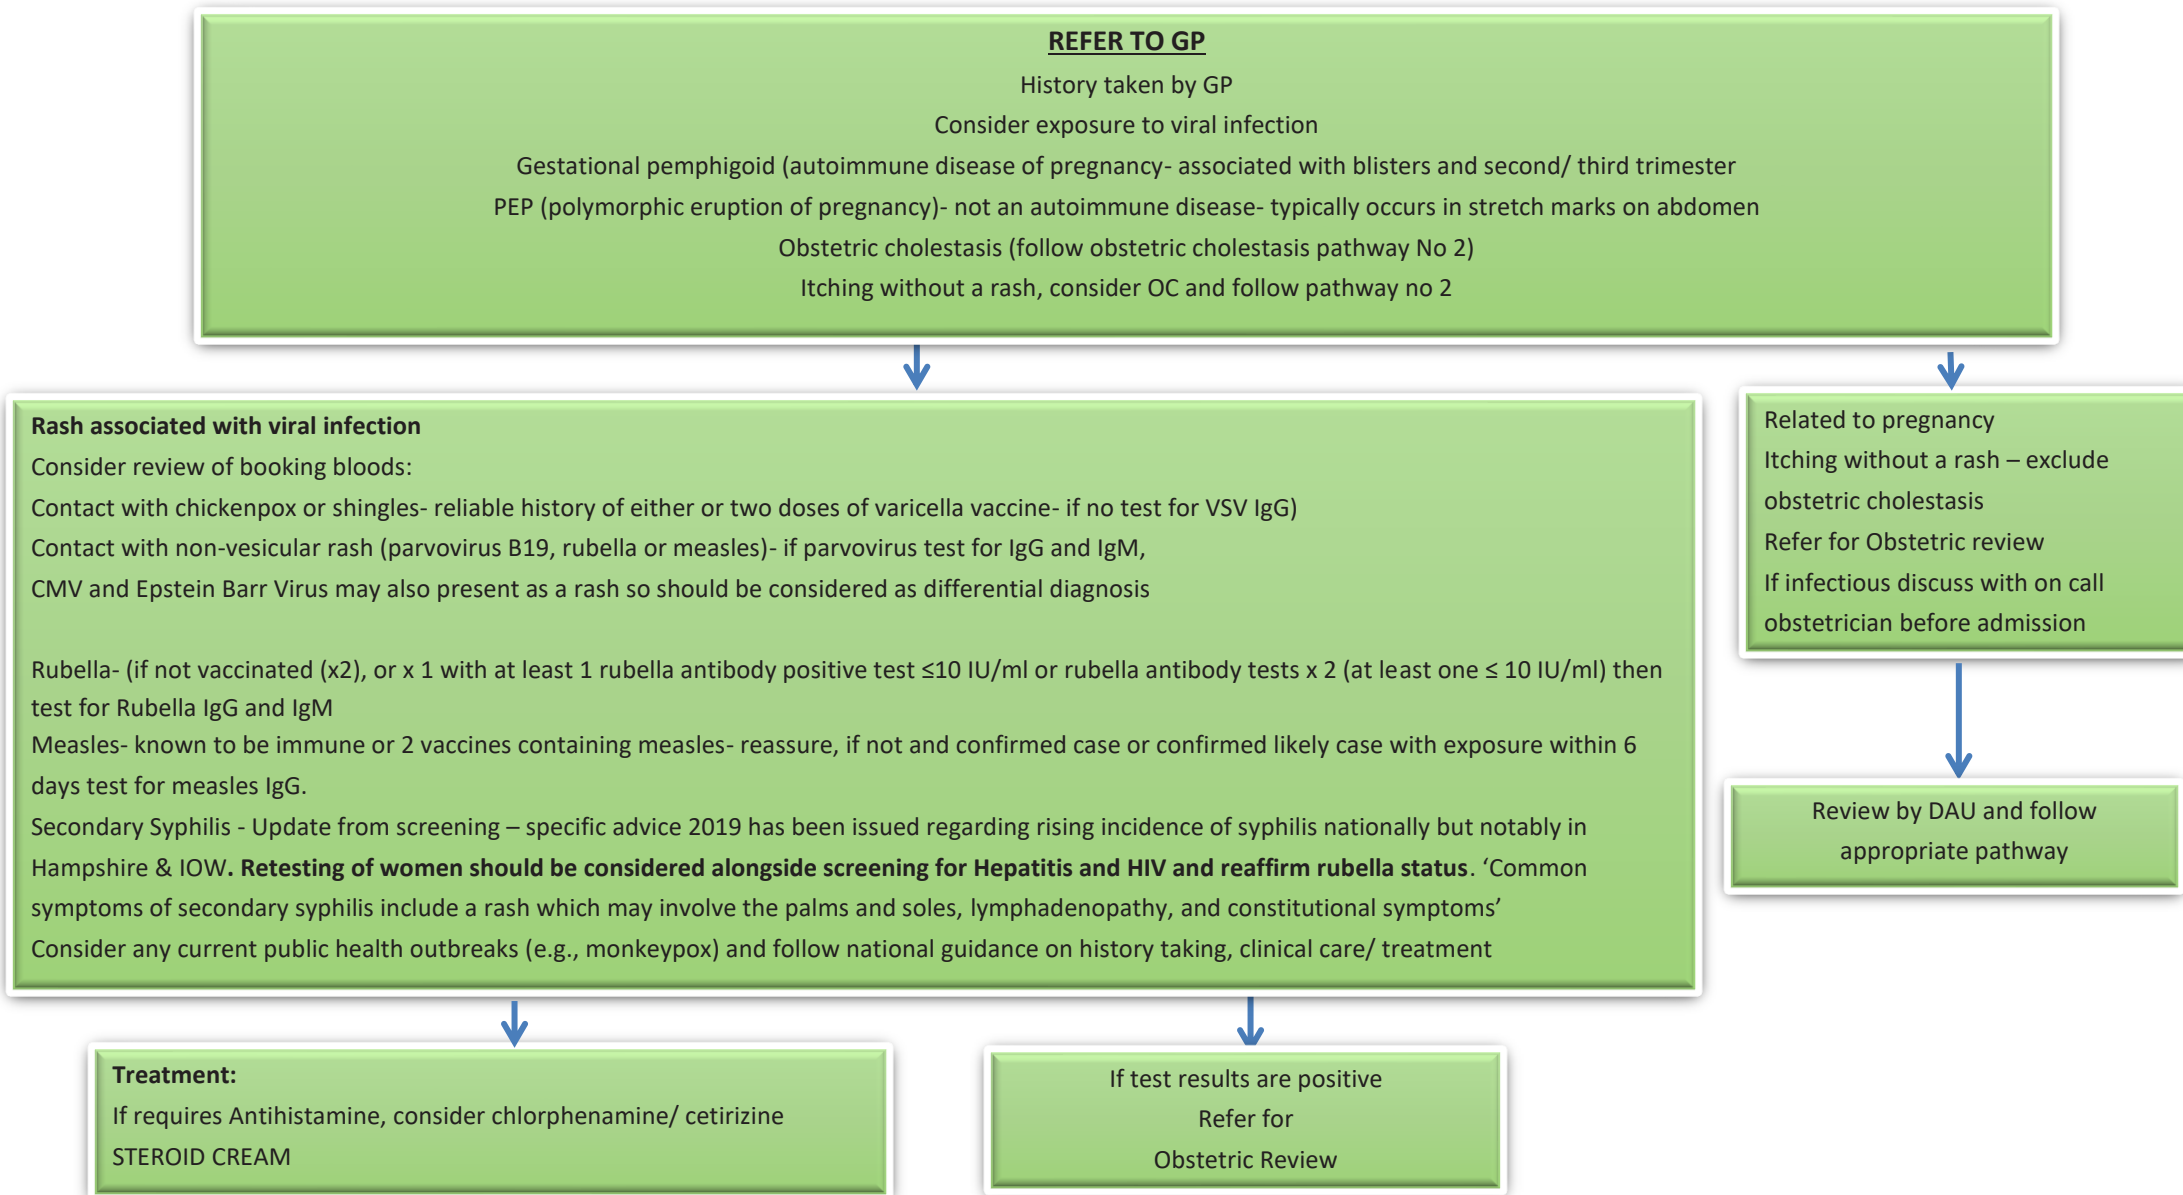 REFER TO GP
History taken by GP
Consider exposure to viral infection
Gestational pemphigoid (autoimmune disease of pregnancy- associated with blisters and second/ third trimester
PEP (polymorphic eruption of pregnancy)- not an autoimmune disease- typically occurs in stretch marks on abdomen
Obstetric cholestasis (follow obstetric cholestasis pathway No 2)
Itching without a rash, consider OC and follow pathway no 2
Rash associated with viral infection
Consider review of booking bloods:
Contact with chickenpox or shingles- reliable history of either or two doses of varicella vaccine- if no test for VSV IgG)
Contact with non-vesicular rash (parvovirus B19, rubella or measles)- if parvovirus test for IgG and IgM,
CMV and Epstein Barr Virus may also present as a rash so should be considered as differential diagnosis
Rubella- (if not vaccinated (x2), or x 1 with at least 1 rubella antibody positive test ≤10 IU/ml or rubella antibody tests x 2 (at least one ≤ 10 IU/ml) then
test for Rubella IgG and IgM
Measles- known to be immune or 2 vaccines containing measles- reassure, if not and confirmed case or confirmed likely case with exposure within 6
days test for measles IgG.
Secondary Syphilis - Update from screening – specific advice 2019 has been issued regarding rising incidence of syphilis nationally but notably in
Hampshire & IOW. Retesting of women should be considered alongside screening for Hepatitis and HIV and reaffirm rubella status. ‘Common
symptoms of secondary syphilis include a rash which may involve the palms and soles, lymphadenopathy, and constitutional symptoms’
Consider any current public health outbreaks (e.g., monkeypox) and follow national guidance on history taking, clinical care/ treatment
Related to pregnancy
Itching without a rash – exclude
obstetric cholestasis
Refer for Obstetric review
If infectious discuss with on call
obstetrician before admission
Review by DAU and follow
appropriate pathway
Treatment:
If requires Antihistamine, consider chlorphenamine/ cetirizine
STEROID CREAM
If test results are positive
Refer for
Obstetric Review